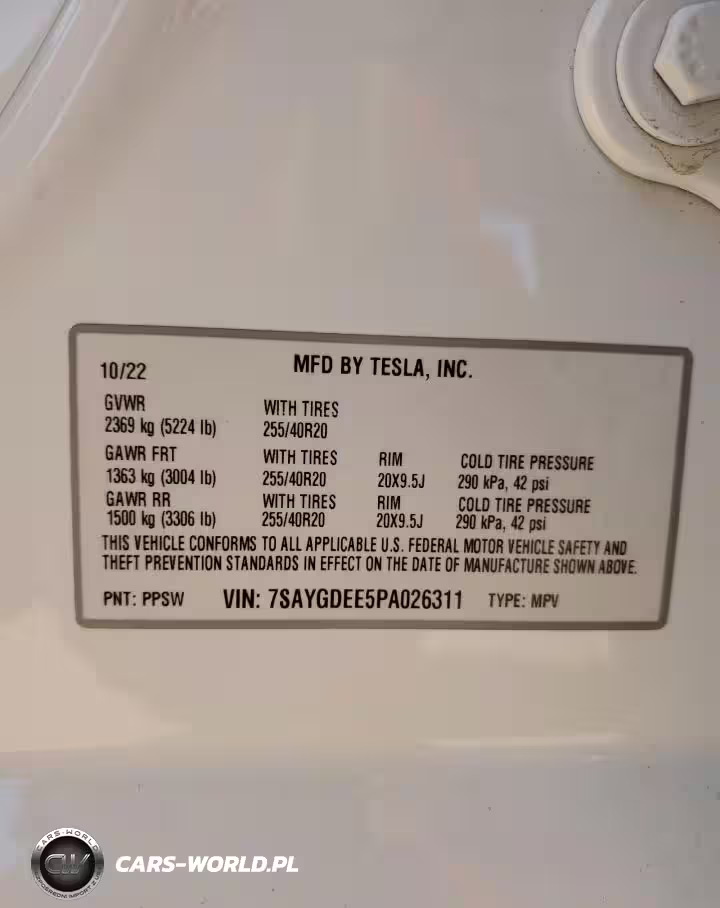 10/22 MFD BY TESLA, INC.
GVWR WITH TIRES
2369 kg (5224 lb) 255/40R20
GAWR FRT WITH TIRES RIM COLD TIRE PRESSURE
1363 kg (3004 lb) 255/40R20 20X9.5J 290 kPa, 42 psi
GAWR RR WITH TIRES RIM COLD TIRE PRESSURE
1500 kg (3306 lb) 255/40R20 20X9.5J 290 kPa, 42 psi
THIS VEHICLE CONFORMS TO ALL APPLICABLE U.S. FEDERAL MOTOR VEHICLE SAFETY AND
THEFT PREVENTION STANDARDS IN EFFECT ON THE DATE OF MANUFACTURE SHOWN ABOVE.
PNT: PPSW VIN: 7SAYGDEE5PA026311 TYPE: MPV
CARS-WORLD
CW
CARS-WORLD.PL